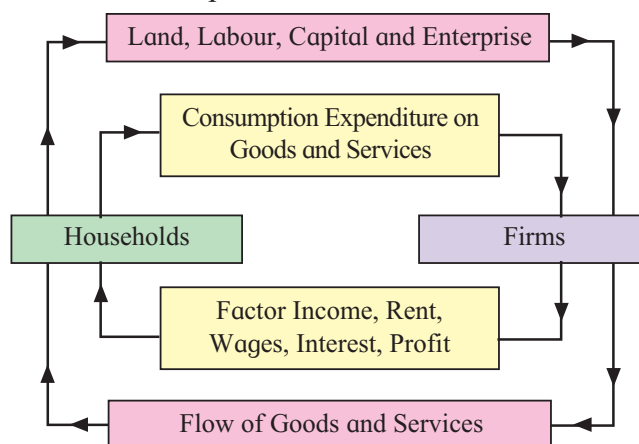 Land, Labour, Capital and Enterprise
Consumption Expenditure on
Goods and Services
Households
Firms
Factor Income, Rent,
Wages, Interest, Profit
Flow of Goods and Services